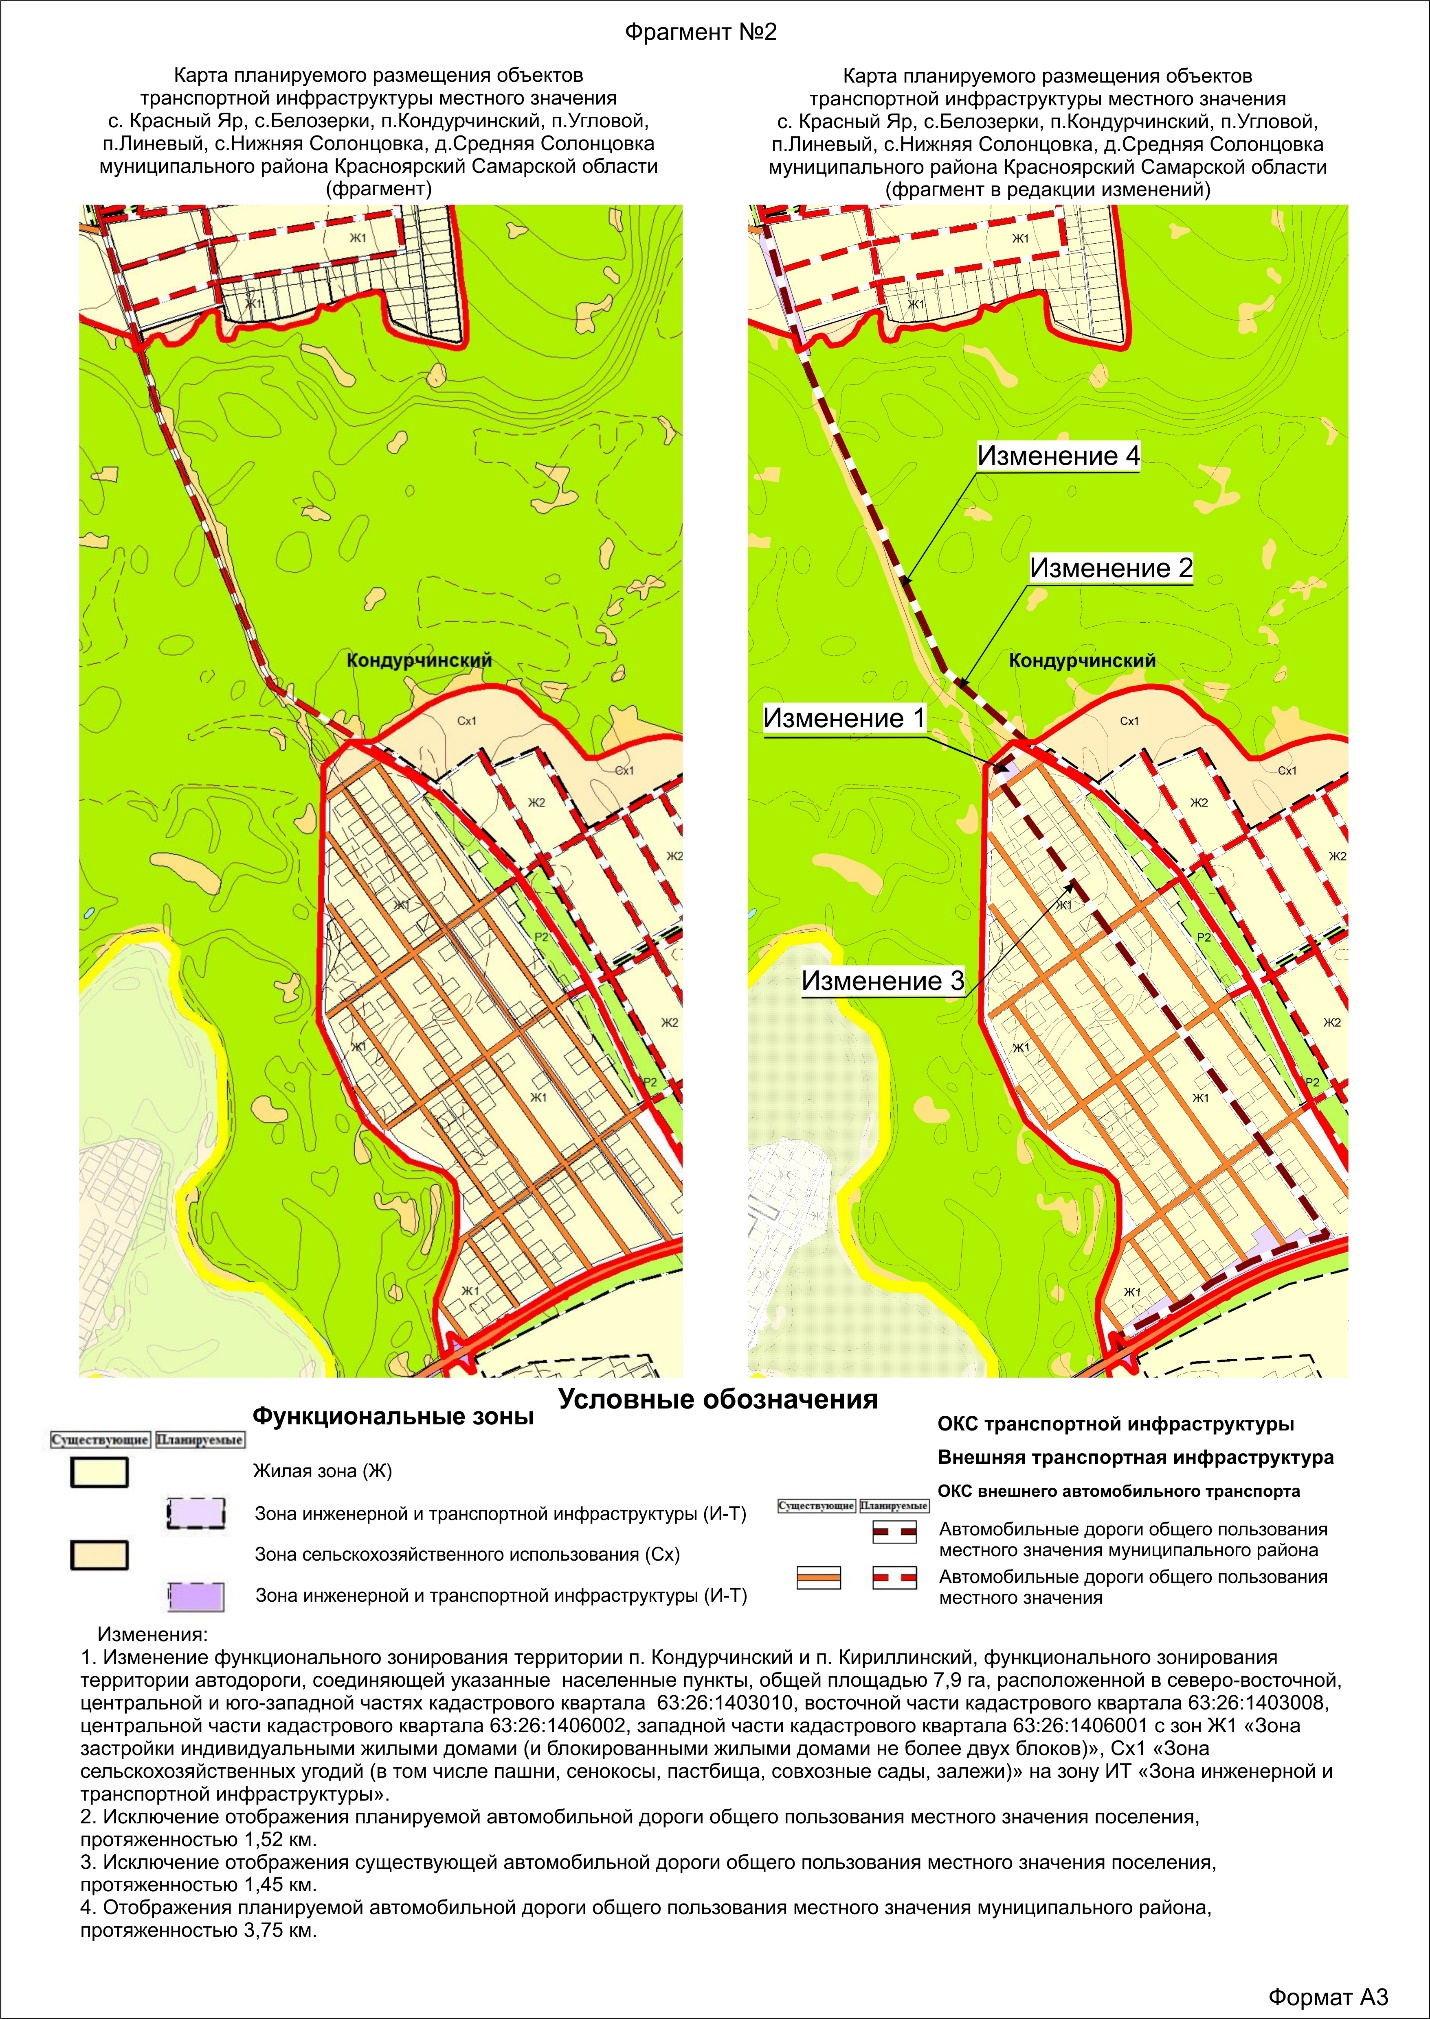 Фрагмент №2
Карта планируемого размещения объектов
транспортной инфраструктуры местного значения
с. Красный Яр, с.Белозерки, п.Кондурчинский, п.Угловой,
п.Линевый, с.Нижняя Солонцовка, д.Средняя Солонцовка
муниципального района Красноярский Самарской области
(фрагмент)
Карта планируемого размещения объектов
транспортной инфраструктуры местного значения
с. Красный Яр, с.Белозерки, п.Кондурчинский, п.Угловой,
п.Линевый, с.Нижняя Солонцовка, д.Средняя Солонцовка
муниципального района Красноярский Самарской области
(фрагмент в редакции изменений)
Ж1
Ж1
Кондурчинский
Сх1
Сх1
Ж2
Ж2
Ж1
Р2
Ж2
Ж1
Р2
Ж1
Ж1
Ж1
Ж1
Изменение 4
Изменение 2
Кондурчинский
Изменение 1
Сх1
Сх1
Ж2
Ж2
Ж1
Р2
Изменение 3
Ж2
Ж1
Р2
Ж1
Ж1
Условные обозначения
Функциональные зоны
Существующие Планируемые
Жилая зона (Ж)
Зона инженерной и транспортной инфраструктуры (И-Т)
Зона сельскохозяйственного использования (Сх)
Зона инженерной и транспортной инфраструктуры (И-Т)
ОКС транспортной инфраструктуры
Внешняя транспортная инфраструктура
ОКС внешнего автомобильного транспорта
Существующие Планируемые
Автомобильные дороги общего пользования
местного значения муниципального района
Автомобильные дороги общего пользования
местного значения
Изменения:
1. Изменение функционального зонирования территории п. Кондурчинский и п. Кириллинский, функционального зонирования
территории автодороги, соединяющей указанные населенные пункты, общей площадью 7,9 га, расположенной в северо-восточной,
центральной и юго-западной частях кадастрового квартала 63:26:1403010, восточной части кадастрового квартала 63:26:1403008,
центральной части кадастрового квартала 63:26:1406002, западной части кадастрового квартала 63:26:1406001 с зон Ж1 «Зона
застройки индивидуальными жилыми домами (и блокированными жилыми домами не более двух блоков)», Сх1 «Зона
сельскохозяйственных угодий (в том числе пашни, сенокосы, пастбища, совхозные сады, залежи)» на зону ИТ «Зона инженерной и
транспортной инфраструктуры».
2. Исключение отображения планируемой автомобильной дороги общего пользования местного значения поселения,
протяженностью 1,52 км.
3. Исключение отображения существующей автомобильной дороги общего пользования местного значения поселения,
протяженностью 1,45 км.
4. Отображения планируемой автомобильной дороги общего пользования местного значения муниципального района,
протяженностью 3,75 км.
Формат А3